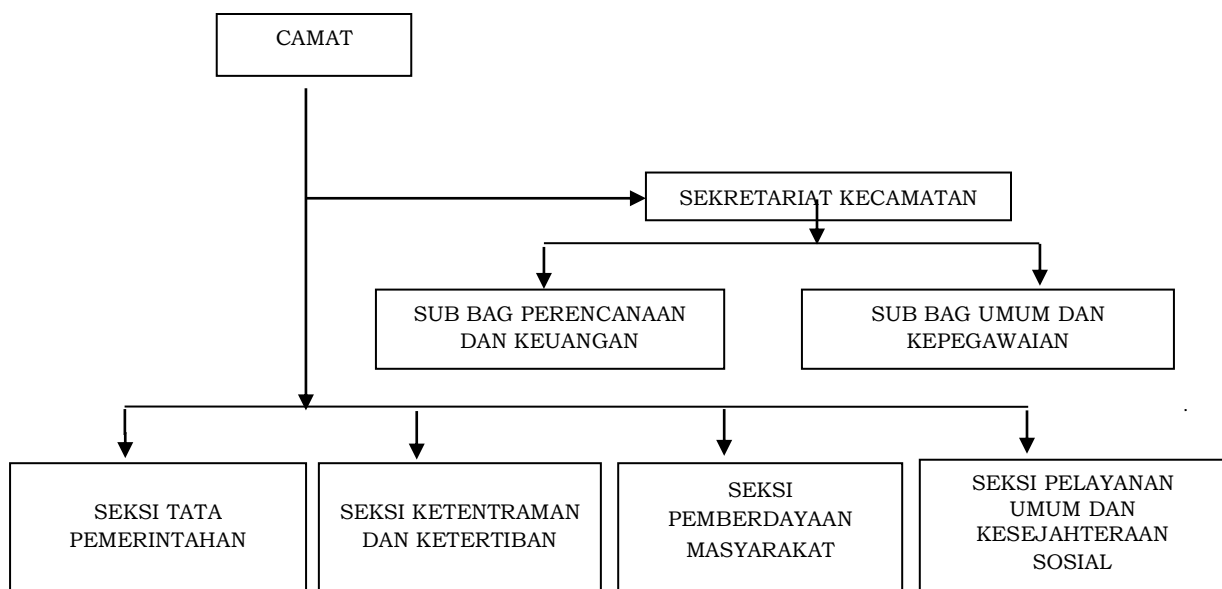 CAMAT
SEKRETARIAT KECAMATAN
SUB BAG PERENCANAAN
DAN KEUANGAN
SUB BAG UMUM DAN
KEPEGAWAIAN
.
SEKSI TATA
PEMERINTAHAN
SEKSI KETENTRAMAN
DAN KETERTIBAN
SEKSI
PEMBERDAYAAN
MASYARAKAT
SEKSI PELAYANAN
UMUM DAN
KESEJAHTERAAN
SOSIAL